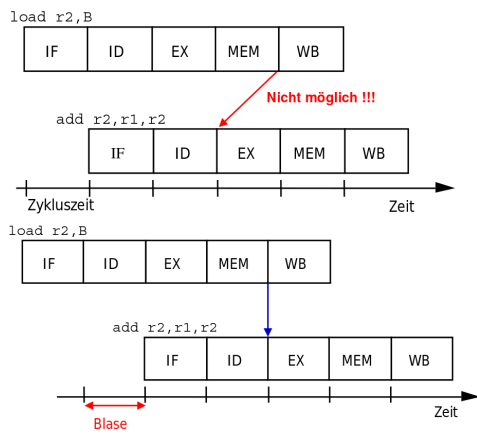 load r2,B
IF ID EX MEM WB
Nicht möglich !!!
add r2,r1,r2
IF ID EX MEM WB
Zykluszeit Zeit
load r2,B
IF ID EX MEM WB
add r2,r1,r2
IF ID EX MEM WB
Zeit
Blase